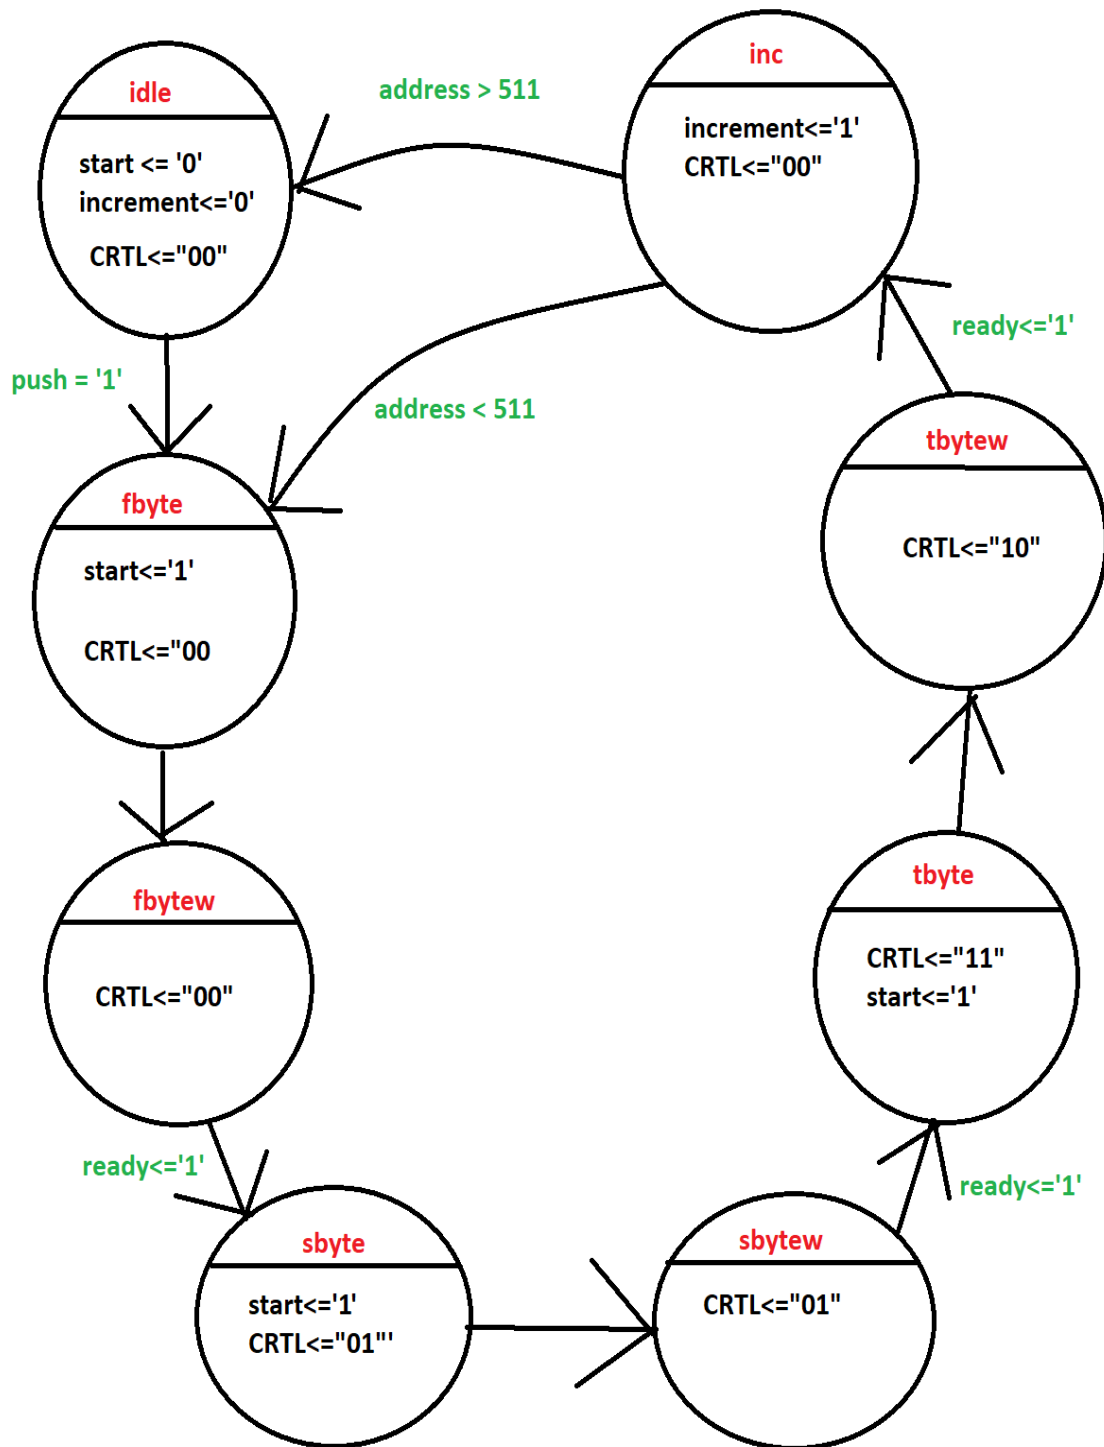 idle
start <= '0'
increment<='0'
CRTL<="00"
push = '1'
fbyte
start<='1'
CRTL<="00
fbytew
CRTL<="00"
ready<='1'
sbyte
start<='1'
CRTL<="01"'
sbytew
CRTL<="01"
ready<='1'
tbyte
CRTL<="11"
start<='1'
tbytew
CRTL<="10"
ready<='1'
inc
increment<='1'
CRTL<="00"
address > 511
address < 511